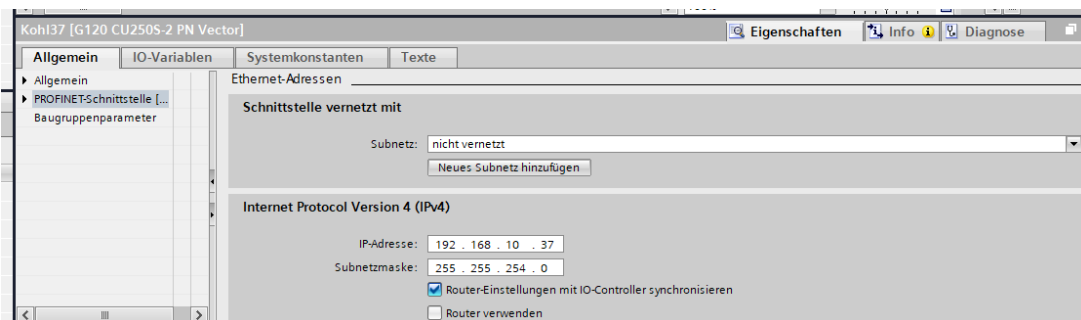 Kohl37 [G120 CU250S-2 PN Vector]
Eigenschaften
Info
Diagnose
Allgemein
IO-Variablen
Systemkonstanten
Texte
Allgemein
PROFINET-Schnittstelle [...
Baugruppenparameter
Ethernet-Adressen
Schnittstelle vernetzt mit
Subnetz: nicht vernetzt
Neues Subnetz hinzufügen
Internet Protocol Version 4 (IPv4)
IP-Adresse: 192 . 168 . 10 . 37
Subnetzmaske: 255 . 255 . 254 . 0
Router-Einstellungen mit IO-Controller synchronisieren
Router verwenden